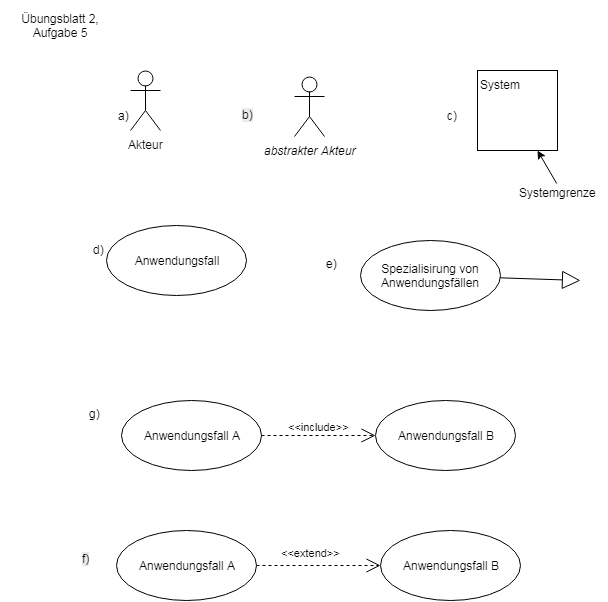 Übungsblatt 2,
Aufgabe 5
a)
Akteur
b)
abstrakter Akteur
c)
System
Systemgrenze
d)
Anwendungsfall
e)
Spezialisirung von
Anwendungsfällen
g)
Anwendungsfall A
<<include>>
Anwendungsfall B
f)
Anwendungsfall A
<<extend>>
Anwendungsfall B